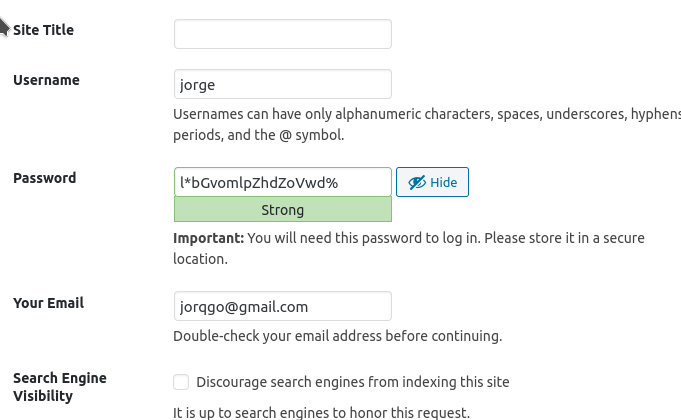 Site Title
Username
jorge
Usernames can have only alphanumeric characters, spaces, underscores, hyphens
periods, and the @ symbol.
Password
l*bGvomlpZhdZoVwd%
Hide
Strong
Important: You will need this password to log in. Please store it in a secure
location.
Your Email
jorqgo@gmail.com
Double-check your email address before continuing.
Search Engine
Visibility
Discourage search engines from indexing this site
It is up to search engines to honor this request.